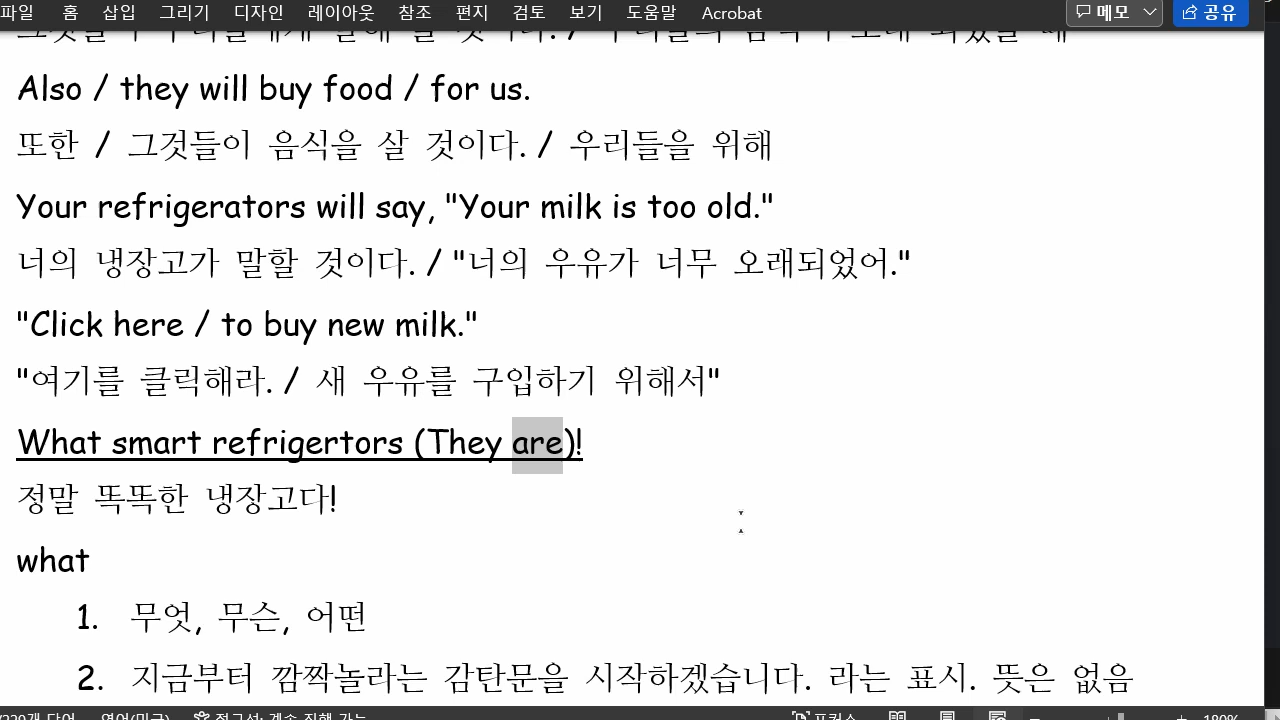 파일 홈 삽입 그리기 디자인 레이아웃 참조 편지 검토 보기 도움말 Acrobat 메모 공유
Also / they will buy food / for us.
또한 / 그것들이 음식을 살 것이다. / 우리들을 위해
Your refrigerators will say, "Your milk is too old."
너의 냉장고가 말할 것이다. / "너의 우유가 너무 오래되었어."
"Click here / to buy new milk."
"여기를 클릭해라. / 새 우유를 구입하기 위해서"
What smart refrigertors (They are)!
정말 똑똑한 냉장고다!
what
1. 무엇, 무슨, 어떤
2. 지금부터 깜짝놀라는 감탄문을 시작하겠습니다. 라는 표시. 뜻은 없음